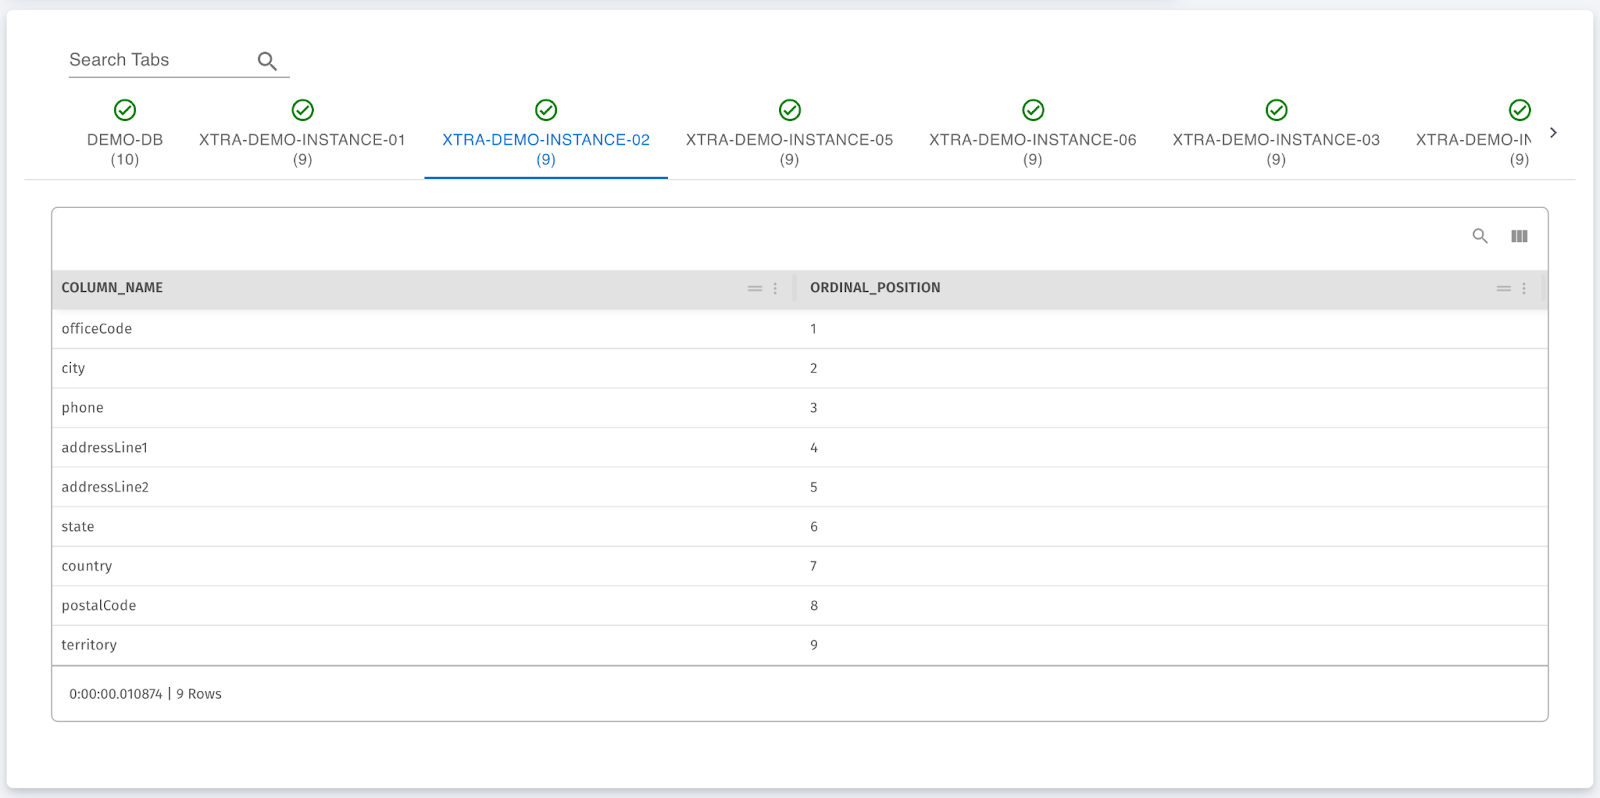 Search Tabs
DEMO-DB XTRA-DEMO-INSTANCE-01 XTRA-DEMO-INSTANCE-02 XTRA-DEMO-INSTANCE-05 XTRA-DEMO-INSTANCE-06 XTRA-DEMO-INSTANCE-03 XTRA-DEMO-IN
(10) (9) (9) (9) (9) (9) (9)
COLUMN_NAME ORDINAL_POSITION
officeCode 1
city 2
phone 3
addressLine1 4
addressLine2 5
state 6
country 7
postalCode 8
territory 9
0:00:00.010874 | 9 Rows